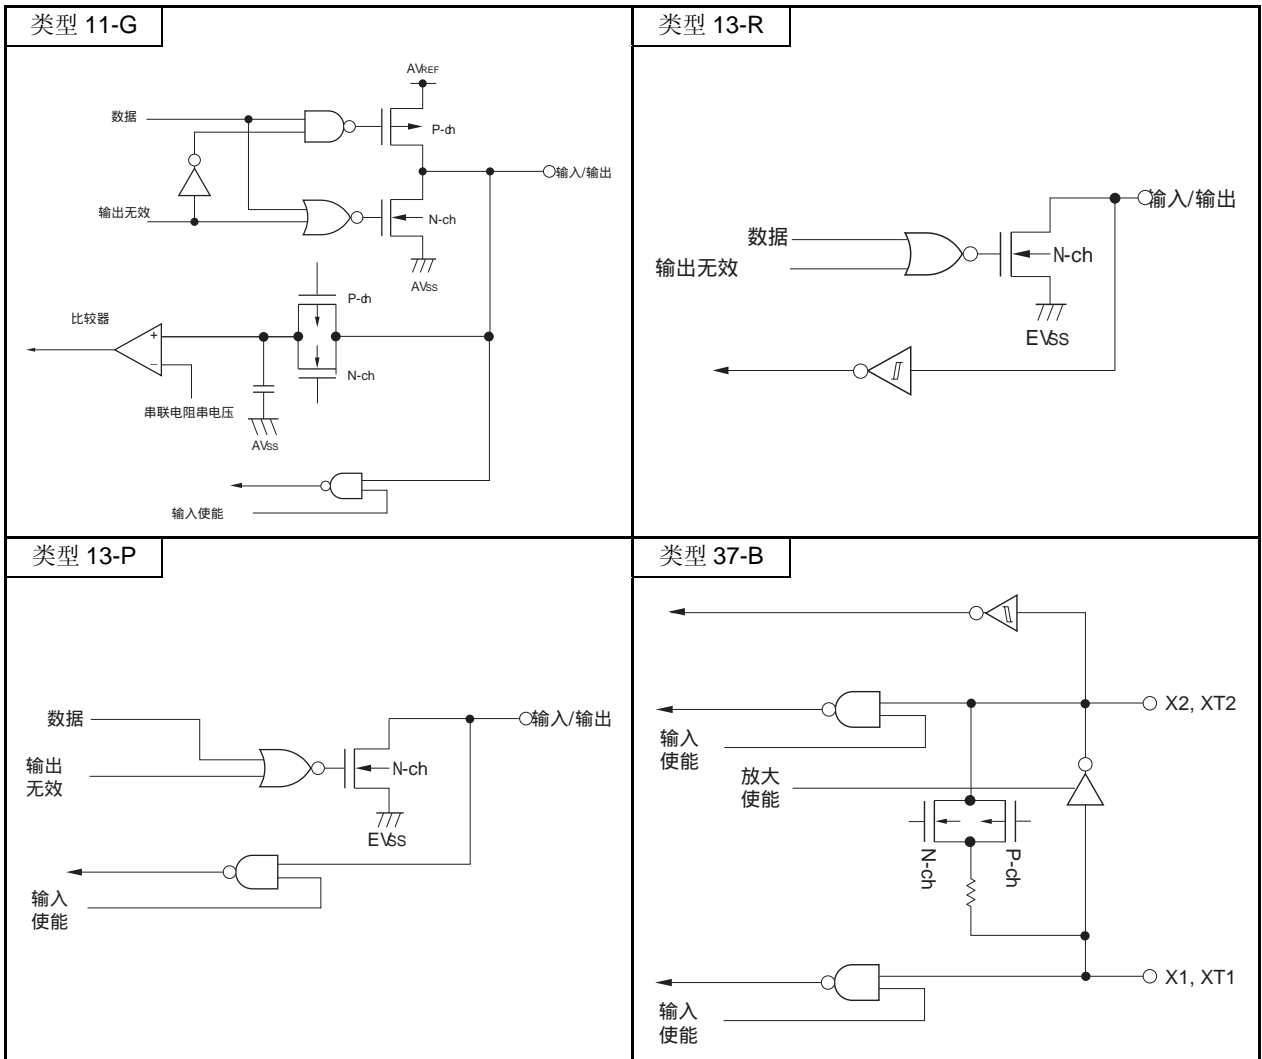 类型 11-G
AVREF
数据
P-ch
输入/输出
输出无效
N-ch
AVSS
P-ch
比较器
+
−
N-ch
串联电阻串电压
AVSS
输入使能
类型 13-R
输入/输出
数据
N-ch
输出无效
EVSS
类型 13-P
数据
输入/输出
输出
无效
N-ch
EVSS
输入
使能
类型 37-B
X2, XT2
输入
使能
放大
使能
N-ch
P-ch
X1, XT1
输入
使能